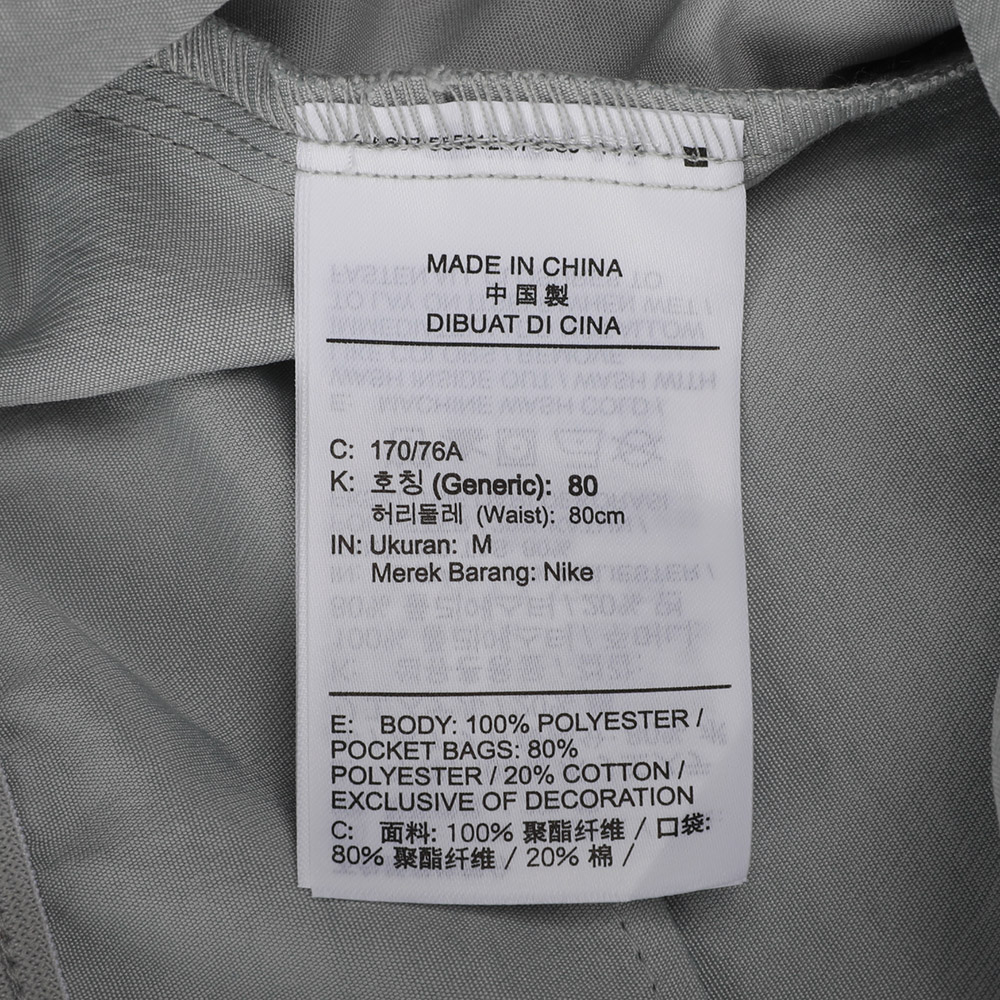 MADE IN CHINA
中国製
DIBUAT DI CINA
C: 170/76A
K: 호칭 (Generic): 80
허리둘레 (Waist): 80cm
IN: Ukuran: M
Merek Barang: Nike
E: BODY: 100% POLYESTER /
POCKET BAGS: 80%
POLYESTER / 20% COTTON /
EXCLUSIVE OF DECORATION
C: 面料: 100% 聚酯纤维 / 口袋:
80% 聚酯纤维 / 20% 棉 /